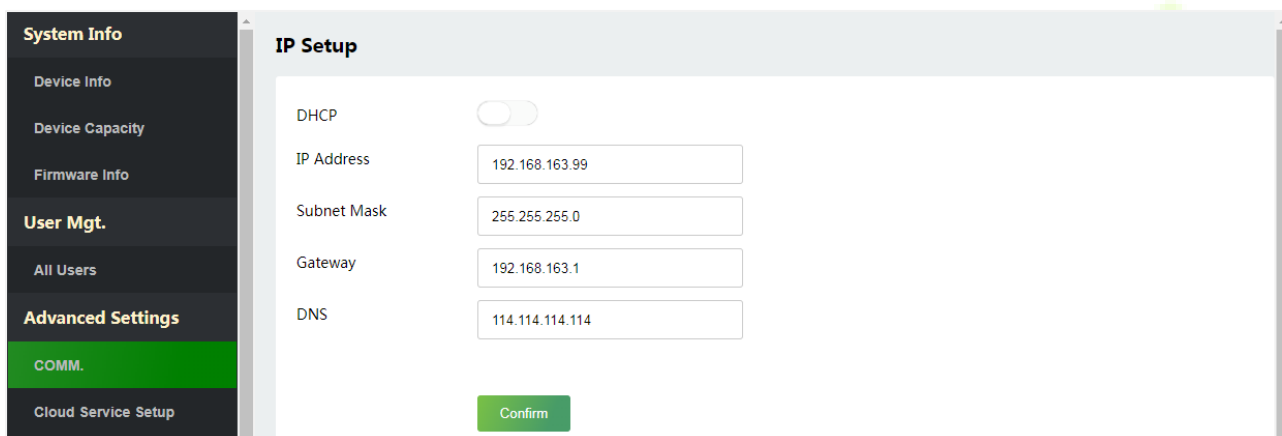 System Info
Device Info
Device Capacity
Firmware Info
User Mgt.
All Users
Advanced Settings
COMM.
Cloud Service Setup
IP Setup
DHCP
IP Address 192.168.163.99
Subnet Mask 255.255.255.0
Gateway 192.168.163.1
DNS 114.114.114.114
Confirm